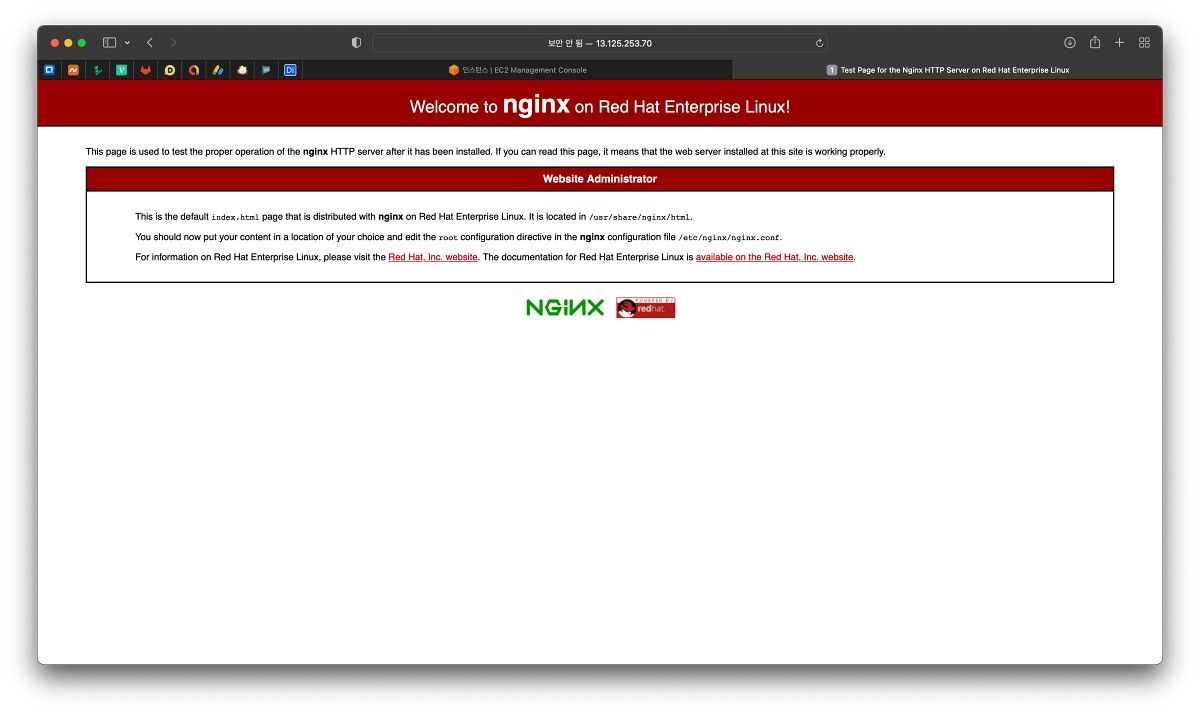 보안 안 됨 — 13.125.253.70
인스턴스 | EC2 Management Console
1 Test Page for the Nginx HTTP Server on Red Hat Enterprise Linux
Welcome to nginx on Red Hat Enterprise Linux!
This page is used to test the proper operation of the nginx HTTP server after it has been installed. If you can read this page, it means that the web server installed at this site is working properly.
Website Administrator
This is the default index.html page that is distributed with nginx on Red Hat Enterprise Linux. It is located in /usr/share/nginx/html.
You should now put your content in a location of your choice and edit the root configuration directive in the nginx configuration file /etc/nginx/nginx.conf.
For information on Red Hat Enterprise Linux, please visit the Red Hat, Inc. website. The documentation for Red Hat Enterprise Linux is available on the Red Hat, Inc. website.
NGINX
POWERED BY
redhat.